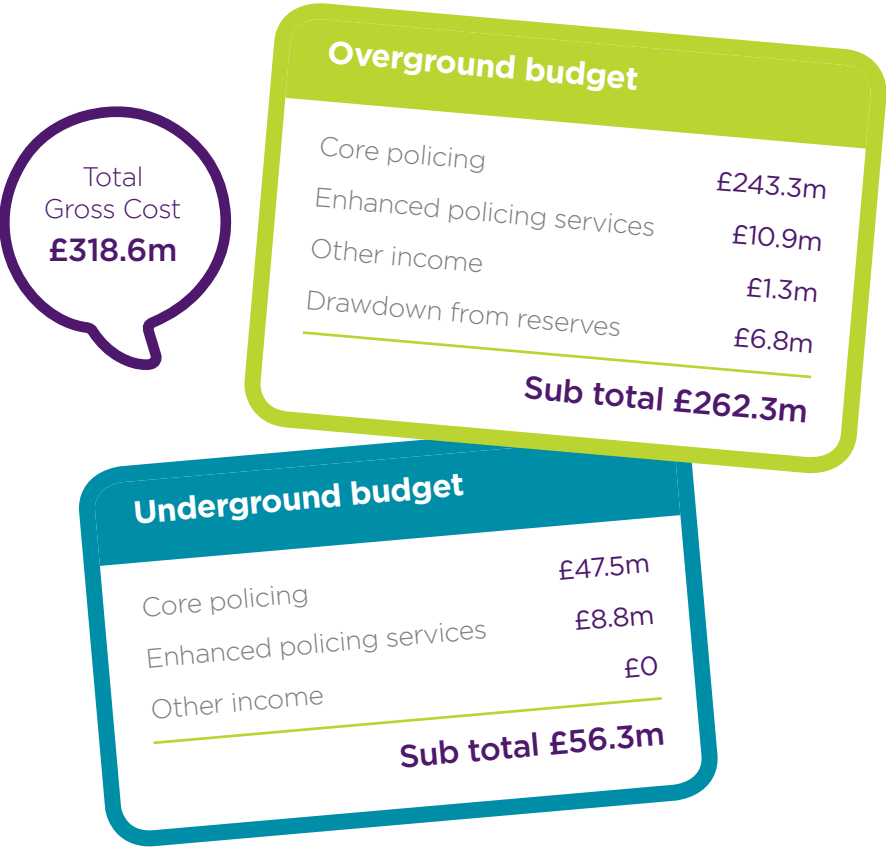 Overground budget
Core policing £243.3m
Enhanced policing services £10.9m
Other income £1.3m
Drawdown from reserves £6.8m
Sub total £262.3m
Total
Gross Cost
£318.6m
Underground budget
Core policing £47.5m
Enhanced policing services £8.8m
Other income £0
Sub total £56.3m